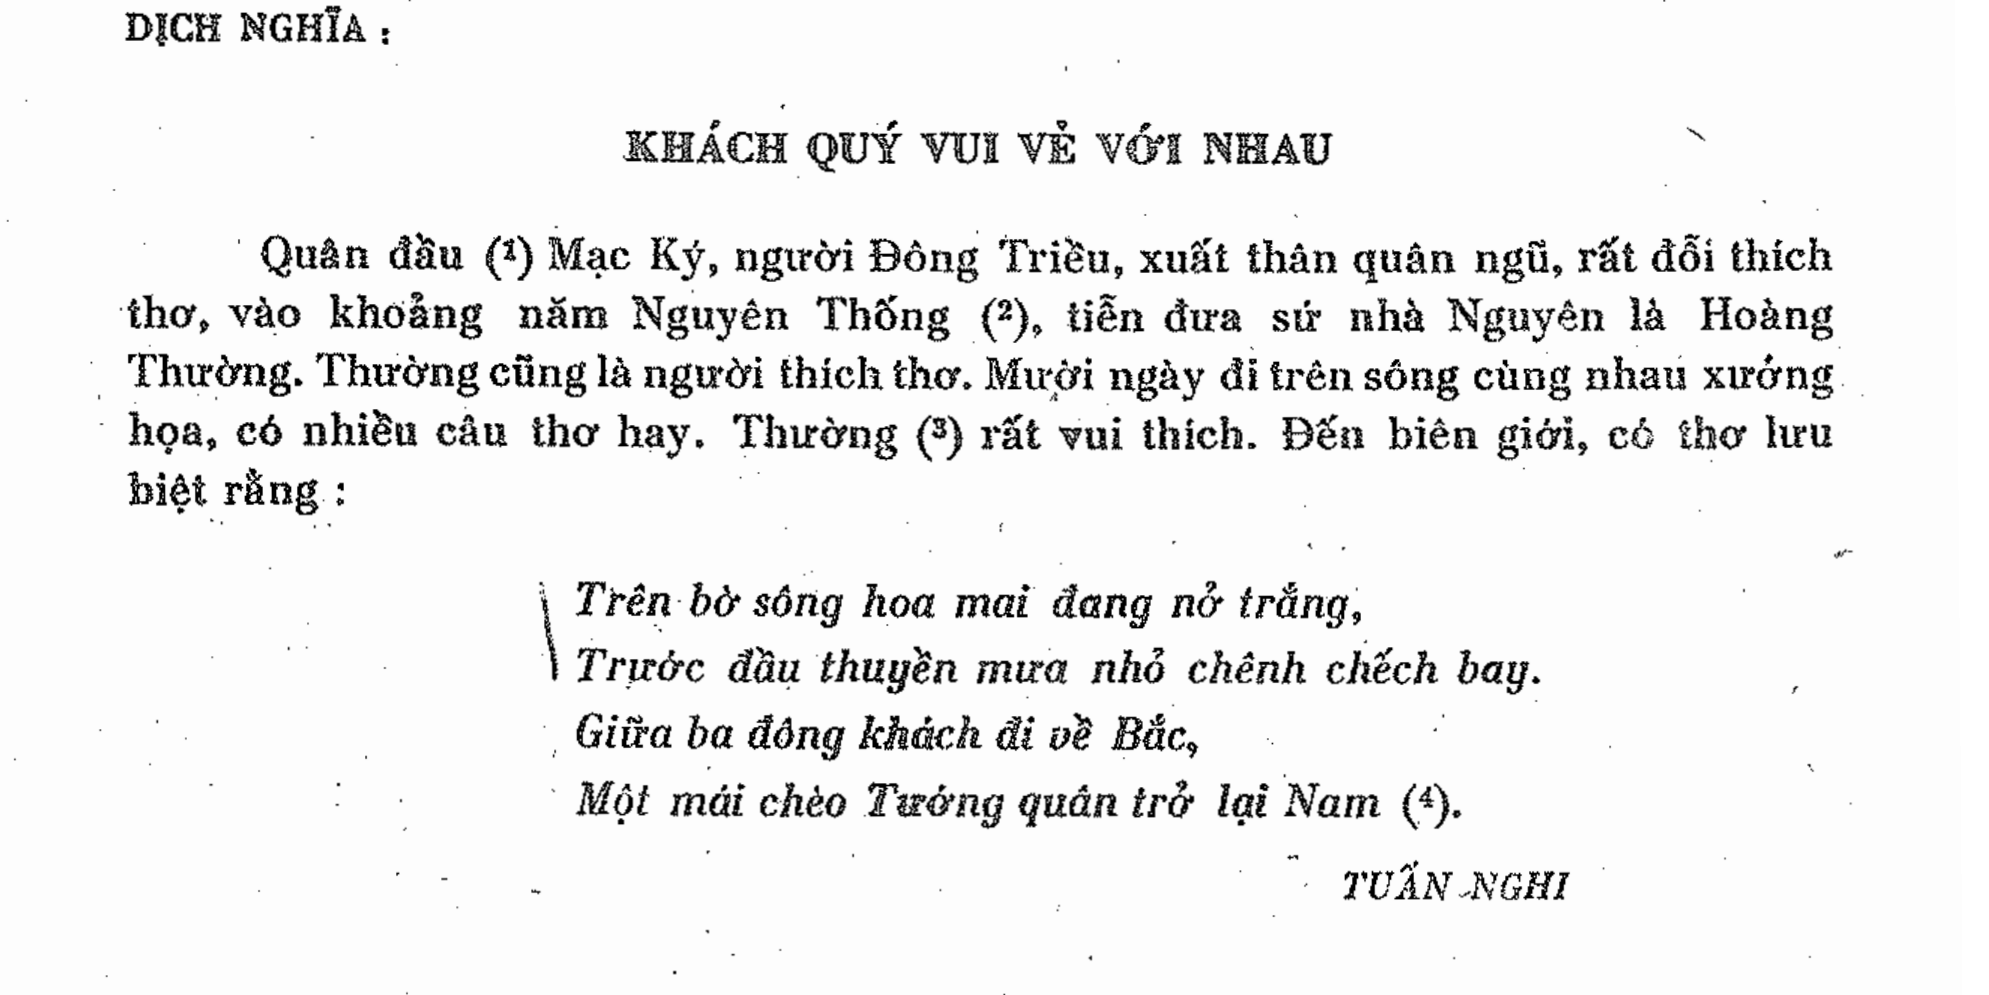 DỊCH NGHĨA :
KHÁCH QUÝ VUI VẺ VỚI NHAU
Quân đầu (1) Mạc Ký, người Đông Triều, xuất thân quân ngũ, rất đỗi thích
thơ, vào khoảng năm Nguyên Thống (2), tiễn đưa sứ nhà Nguyên là Hoàng
Thường. Thường cũng là người thích thơ. Mười ngày đi trên sông cùng nhau xướng
họa, có nhiều câu thơ hay. Thường (3) rất vui thích. Đến biên giới, có thơ lưu
biệt rằng :
Trên bờ sông hoa mai đang nở trắng,
Trước đầu thuyền mưa nhỏ chênh chếch bay.
Giữa ba đông khách đi về Bắc,
Một mái chèo Tướng quân trở lại Nam (4).
TUẤN NGHI